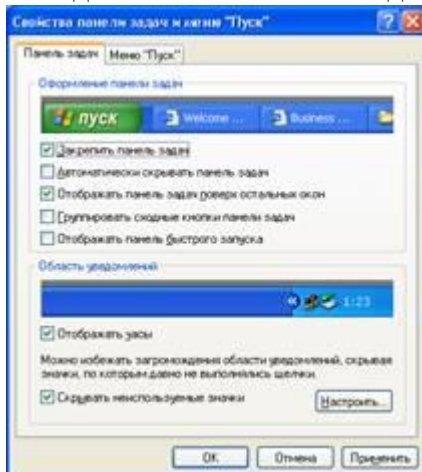 Свойства панели задач и меню "Пуск"
Панель задач Меню "Пуск"
Оформление панели задач
пуск Welcome ... Business ...
Закрепить панель задач
Автоматически скрывать панель задач
Отображать панель задач поверх остальных окон
Группировать сходные кнопки панели задач
Отображать панель быстрого запуска
Область уведомлений
1:23
Отображать часы
Можно избежать загромождения области уведомлений, скрывая
значки, по которым давно не выполнялись щелчки.
Скрывать неиспользуемые значки
Настроить...
OK Отмена Применить